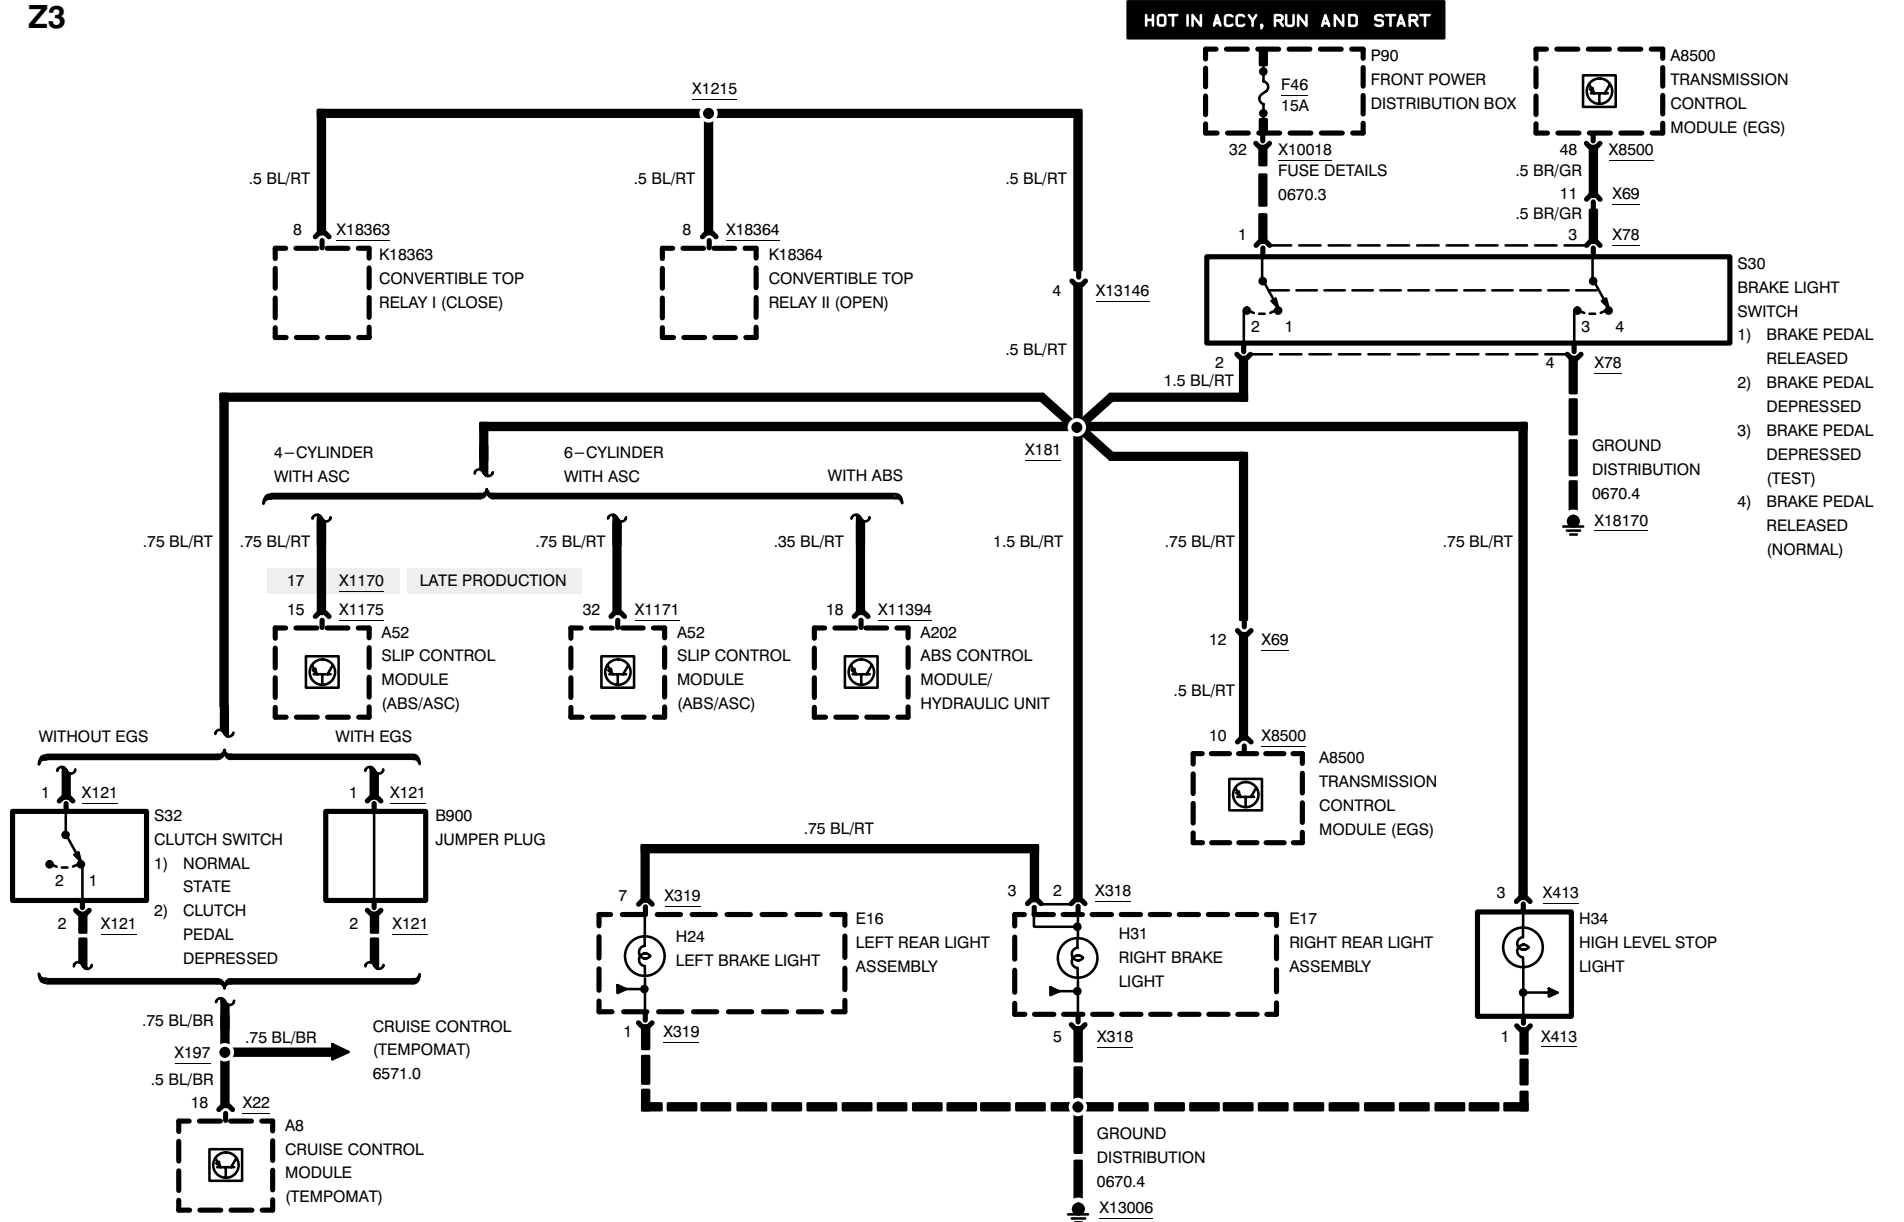 Z3
HOT IN ACCY, RUN AND START
P90
FRONT POWER
DISTRIBUTION BOX
F46
15A
A8500
TRANSMISSION
CONTROL
MODULE (EGS)
X1215
32 X10018
FUSE DETAILS
0670.3
48 X8500
.5 BR/GR
11 X69
.5 BR/GR
.5 BL/RT
.5 BL/RT
.5 BL/RT
8 X18363
K18363
CONVERTIBLE TOP
RELAY I (CLOSE)
8 X18364
K18364
CONVERTIBLE TOP
RELAY II (OPEN)
1
3 X78
4 X13146
.5 BL/RT
S30
BRAKE LIGHT
SWITCH
1) BRAKE PEDAL
RELEASED
2) BRAKE PEDAL
DEPRESSED
3) BRAKE PEDAL
DEPRESSED
(TEST)
4) BRAKE PEDAL
RELEASED
(NORMAL)
2 1
3 4
2
4 X78
1.5 BL/RT
X181
GROUND
DISTRIBUTION
0670.4
X18170
4-CYLINDER
WITH ASC
6-CYLINDER
WITH ASC
WITH ABS
.75 BL/RT
.75 BL/RT
.75 BL/RT
.35 BL/RT
1.5 BL/RT
.75 BL/RT
.75 BL/RT
17 X1170 LATE PRODUCTION
15 X1175
32 X1171
18 X11394
A52
SLIP CONTROL
MODULE
(ABS/ASC)
A52
SLIP CONTROL
MODULE
(ABS/ASC)
A202
ABS CONTROL
MODULE/
HYDRAULIC UNIT
12 X69
.5 BL/RT
10 X8500
A8500
TRANSMISSION
CONTROL
MODULE (EGS)
WITHOUT EGS
WITH EGS
1 X121
1 X121
S32
CLUTCH SWITCH
1) NORMAL
STATE
2) CLUTCH
PEDAL
DEPRESSED
2 1
B900
JUMPER PLUG
2 X121
2 X121
.75 BL/RT
7 X319
3 2 X318
3 X413
H24
LEFT BRAKE LIGHT
E16
LEFT REAR LIGHT
ASSEMBLY
H31
RIGHT BRAKE
LIGHT
E17
RIGHT REAR LIGHT
ASSEMBLY
H34
HIGH LEVEL STOP
LIGHT
1 X319
5 X318
1 X413
.75 BL/BR
X197
.75 BL/BR
CRUISE CONTROL
(TEMPOMAT)
6571.0
.5 BL/BR
18 X22
A8
CRUISE CONTROL
MODULE
(TEMPOMAT)
GROUND
DISTRIBUTION
0670.4
X13006